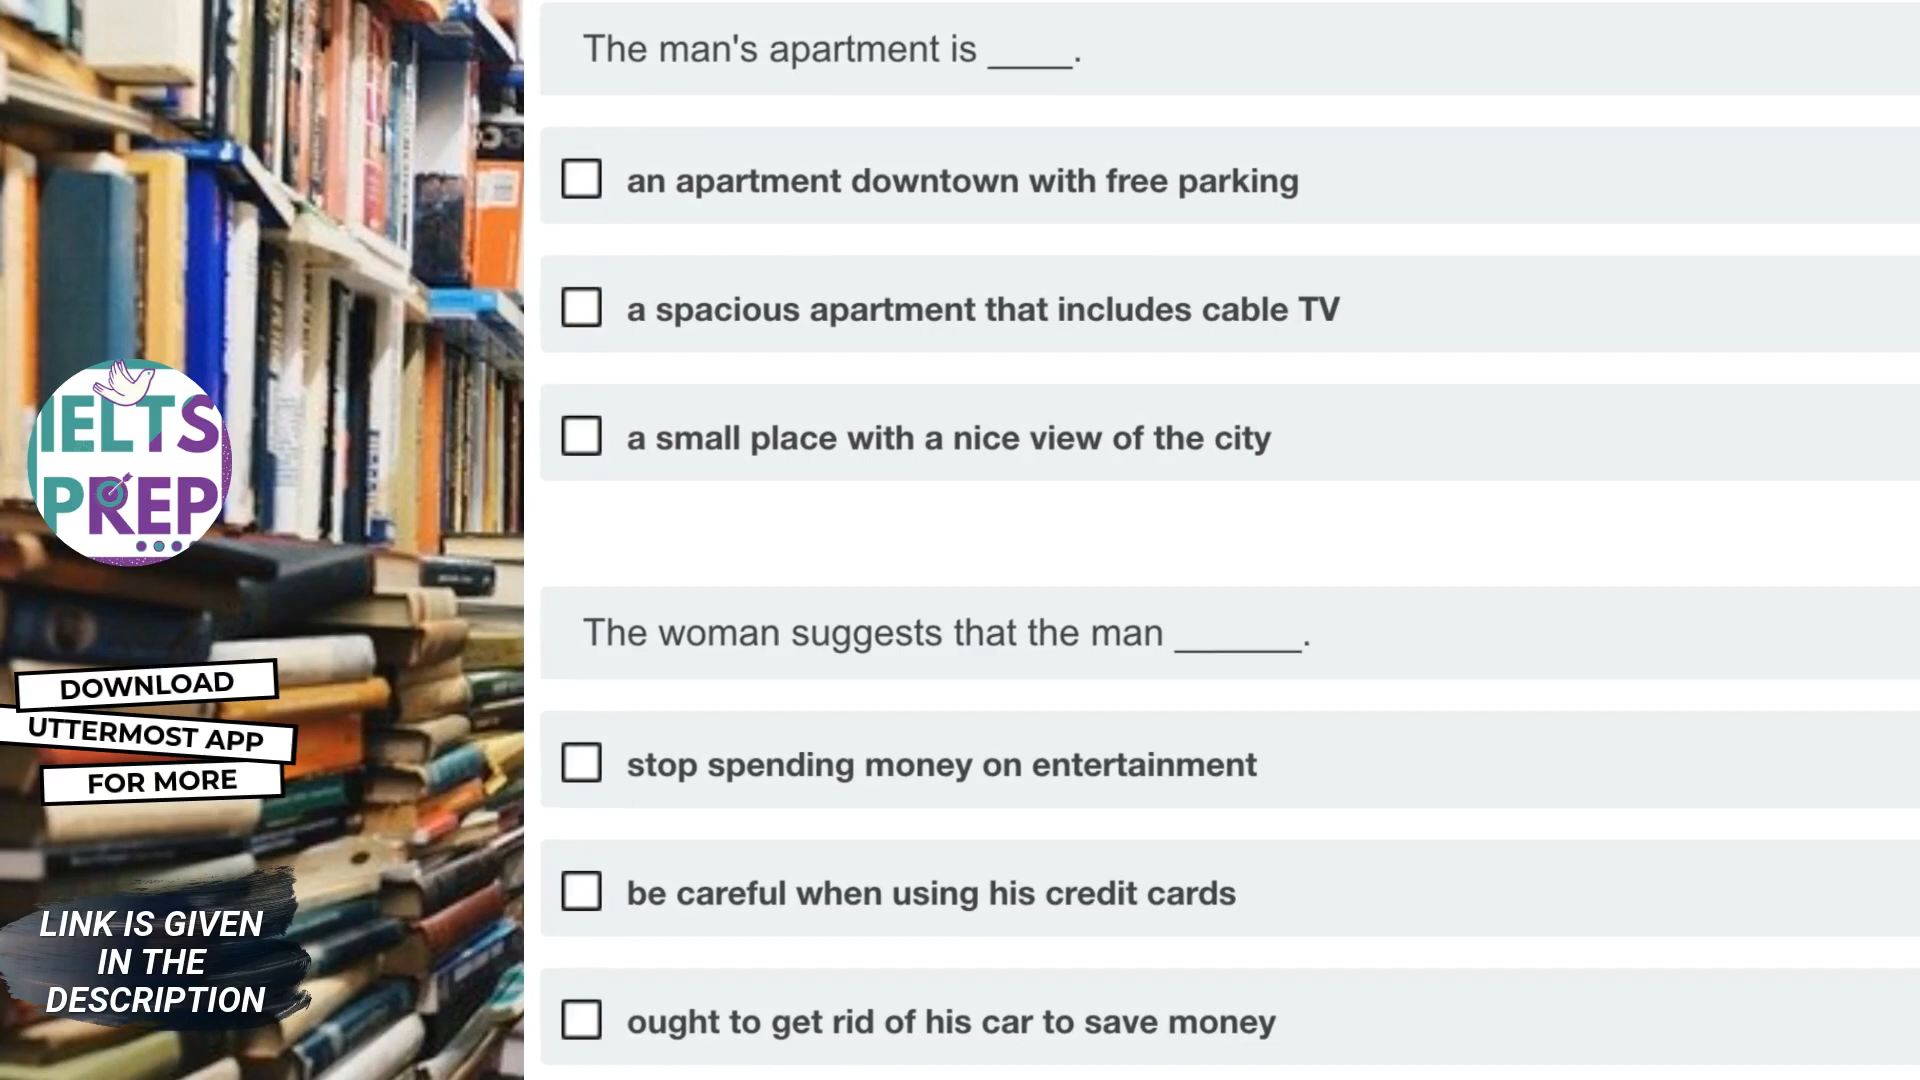 The man's apartment is ____.
an apartment downtown with free parking
a spacious apartment that includes cable TV
a small place with a nice view of the city
The woman suggests that the man ______.
stop spending money on entertainment
be careful when using his credit cards
ought to get rid of his car to save money
IELTS
PREP
DOWNLOAD
UTTERMOST APP
FOR MORE
LINK IS GIVEN
IN THE
DESCRIPTION